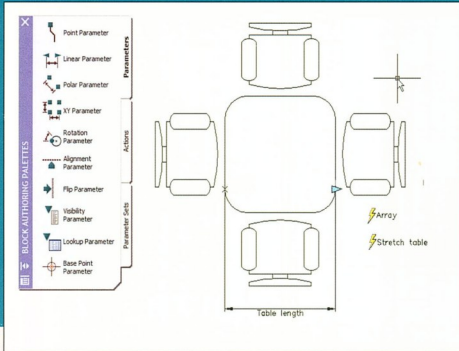 BLOCK AUTHORING PALETTES
Point Parameter
Linear Parameter
Polar Parameter
XY Parameter
Rotation
Parameter
Alignment
Parameter
Flip Parameter
Visibility
Parameter
Lookup Parameter
Base Point
Parameter
Parameters
Actions
Parameter Sets
Array
Stretch table
Table length